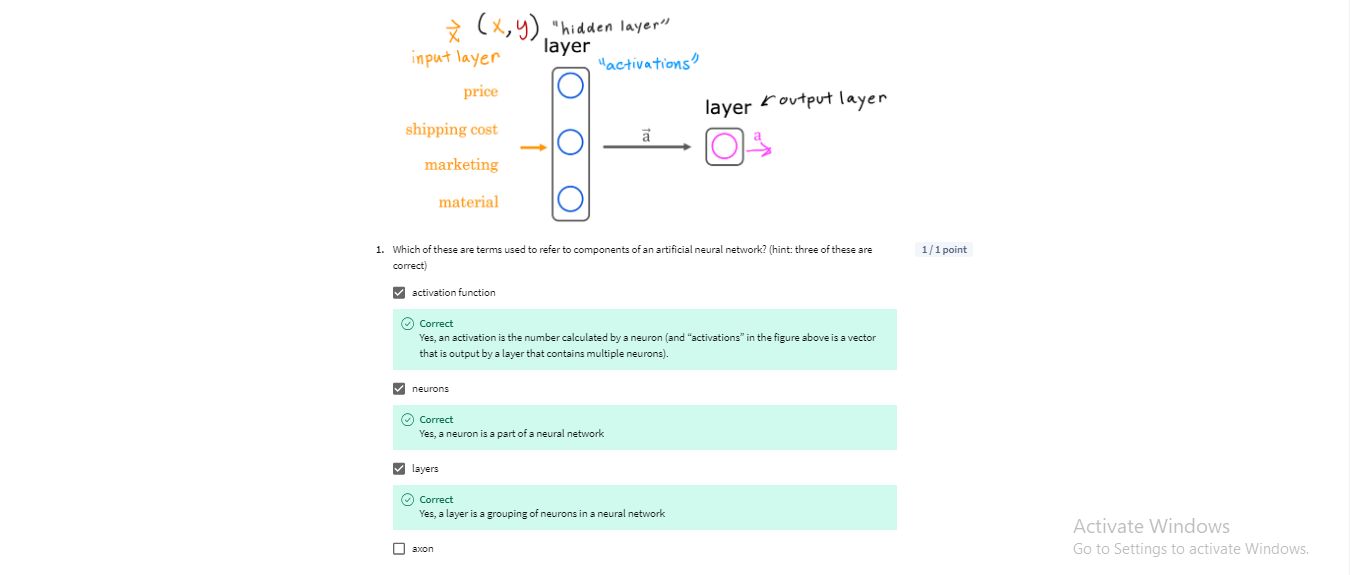 x⃗ (x,y) "hidden layer"
input layer layer
"activations"
price
layer output layer
shipping cost
a⃗ a
marketing
material
1. Which of these are terms used to refer to components of an artificial neural network? (hint: three of these are
correct)
1 / 1 point
activation function
Correct
Yes, an activation is the number calculated by a neuron (and “activations” in the figure above is a vector
that is output by a layer that contains multiple neurons).
neurons
Correct
Yes, a neuron is a part of a neural network
layers
Correct
Yes, a layer is a grouping of neurons in a neural network
axon
Activate Windows
Go to Settings to activate Windows.